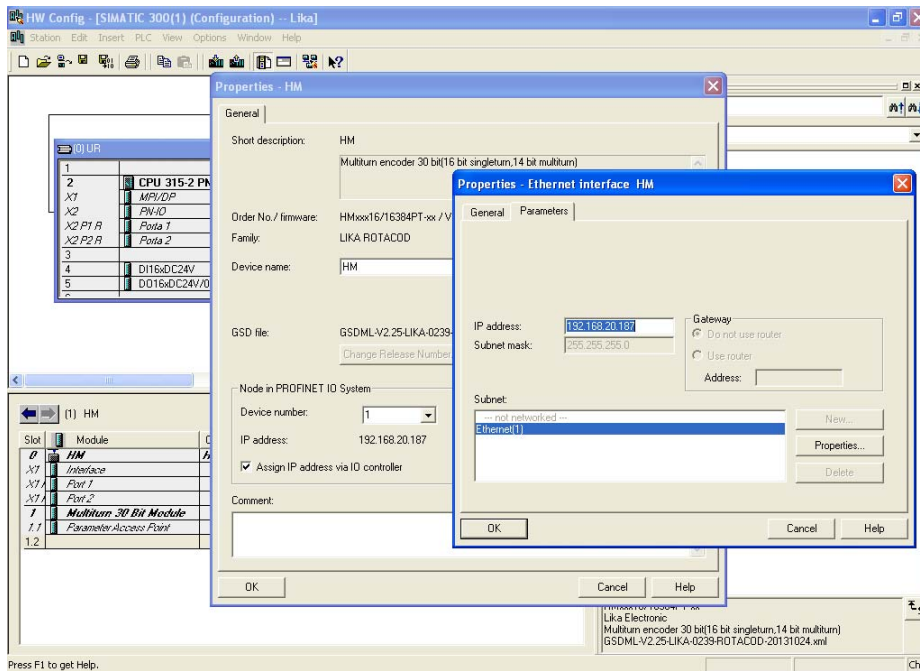 HW Config - [SIMATIC 300(1) (Configuration) -- Lika]
Station Edit Insert PLC View Options Window Help
(0) UR
1
2 CPU 315-2 PN
X1 MPI/DP
X2 PN-IO
X2 P1 R Porta 1
X2 P2 R Porta 2
3
4 DI16xDC24V
5 DO16xDC24V/0
Properties - HM
General
Short description: HM
Multiturn encoder 30 bit(16 bit singleturn,14 bit multiturn)
Order No./ firmware: HMxxx16/16384PT-xx / V
Family: LIKA ROTACOD
Device name: HM
GSD file: GSDML-V2.25-LIKA-0239-
Change Release Number
Node in PROFINET IO System
Device number: 1
IP address: 192.168.20.187
Assign IP address via IO controller
Comment:
OK Cancel Help
Properties - Ethernet interface HM
General Parameters
IP address: 192.168.20.187
Subnet mask: 255.255.255.0
Gateway
Do not use router
Use router
Address:
Subnet:
--- not networked ---
Ethernet(1)
New...
Properties...
Delete
OK Cancel Help
(1) HM
Slot Module
0 HM
X1 Interface
X1 Port 1
X1 Port 2
1 Multiturn 30 Bit Module
1.1 Parameter Access Point
1.2
Lika Electronic
Multiturn encoder 30 bit(16 bit singleturn,14 bit multiturn)
GSDML-V2.25-LIKA-0239-ROTACOD-20131024.xml
Press F1 to get Help.
Ch